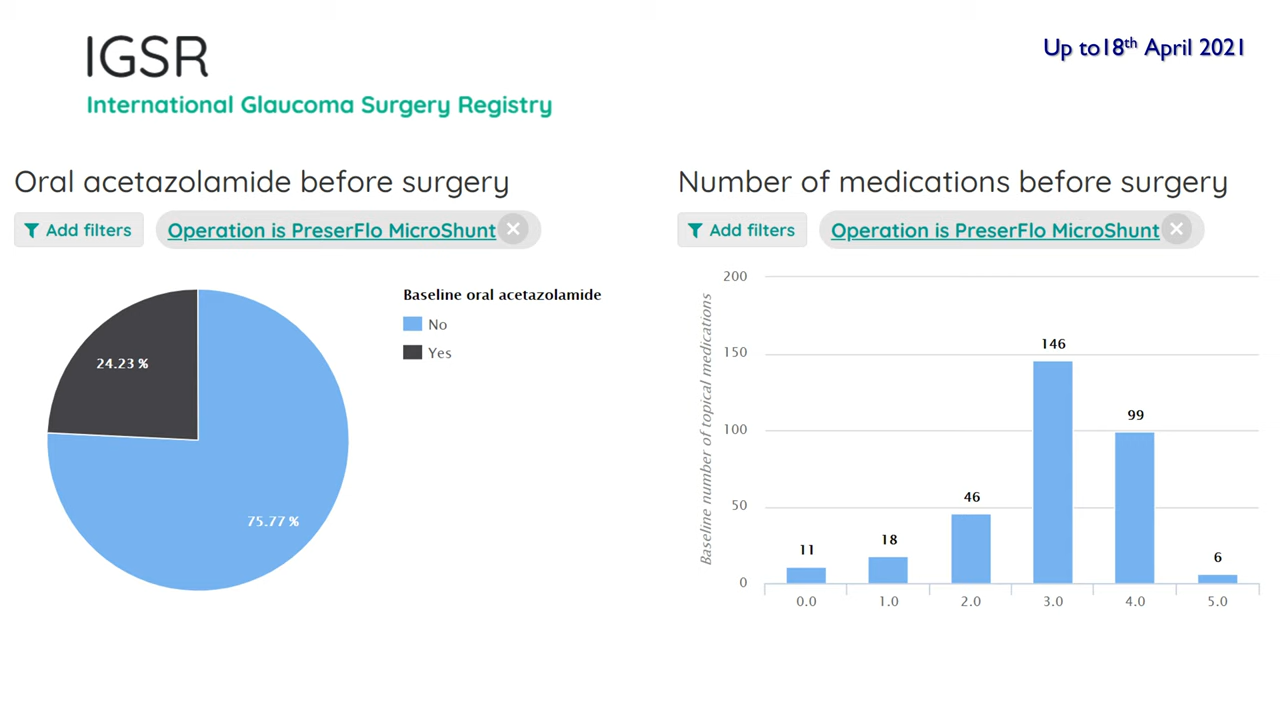 IGSR
International Glaucoma Surgery Registry
Up to18th April 2021
Oral acetazolamide before surgery
Add filters
Operation is PreserFlo MicroShunt
Baseline oral acetazolamide
No
Yes
24.23 %
75.77 %
Number of medications before surgery
Add filters
Operation is PreserFlo MicroShunt
Baseline number of topical medications
200
150
100
50
0
11
18
46
146
99
6
0.0
1.0
2.0
3.0
4.0
5.0